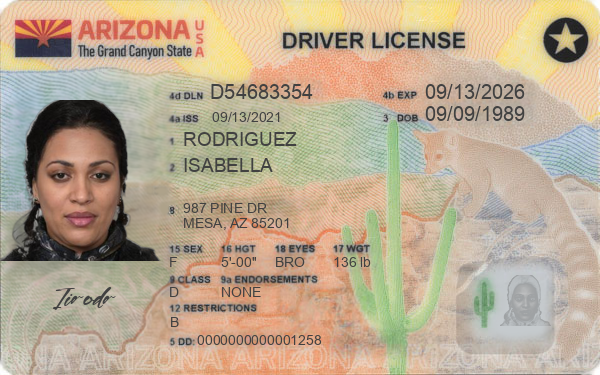 ARIZONA USA
The Grand Canyon State
DRIVER LICENSE
4d DLN D54683354
4b EXP 09/13/2026
4a ISS 09/13/2021
3 DOB 09/09/1989
1 RODRIGUEZ
2 ISABELLA
8 987 PINE DR
MESA, AZ 85201
15 SEX 16 HGT 18 EYES 17 WGT
F 5'-00" BRO 136 lb
9 CLASS 9a ENDORSEMENTS
D NONE
12 RESTRICTIONS
B
5 DD: 0000000000001258
ARIZONA ARIZONA ARIZONA ARIZONA